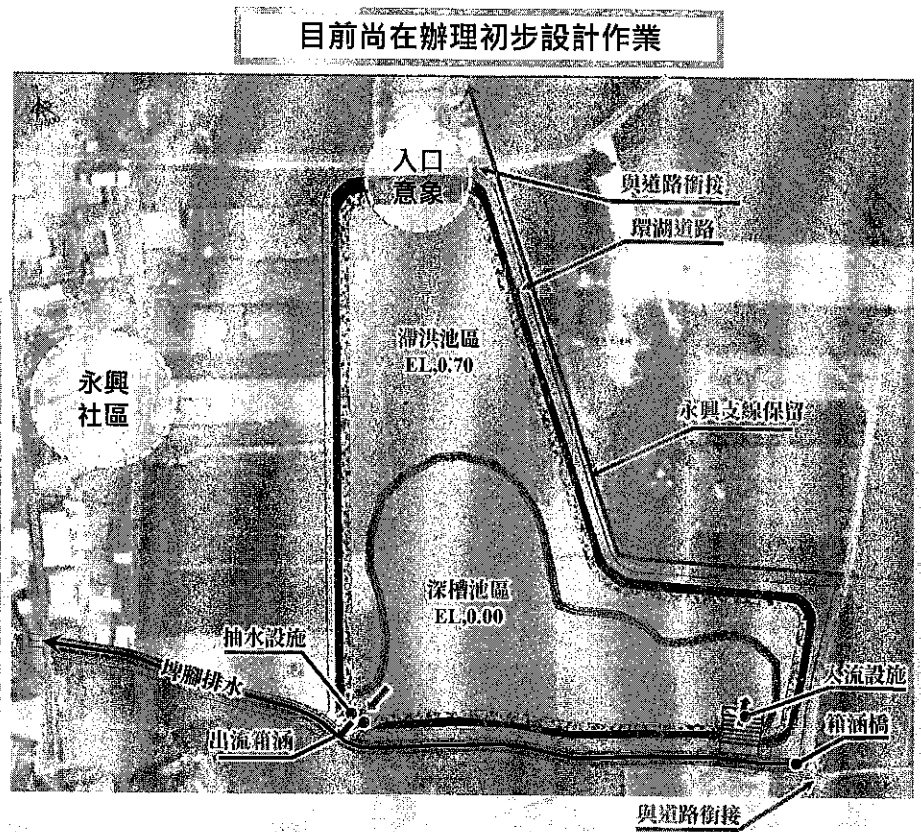 目前尚在辦理初步設計作業
入口
意象
與道路銜接
環湖道路
滯洪池區
EL,0.70
永興
社區
永興支線保留
深槽池區
EL,0.00
抽水設施
埤腳排水
入流設施
出流箱涵
箱涵橋
與道路銜接